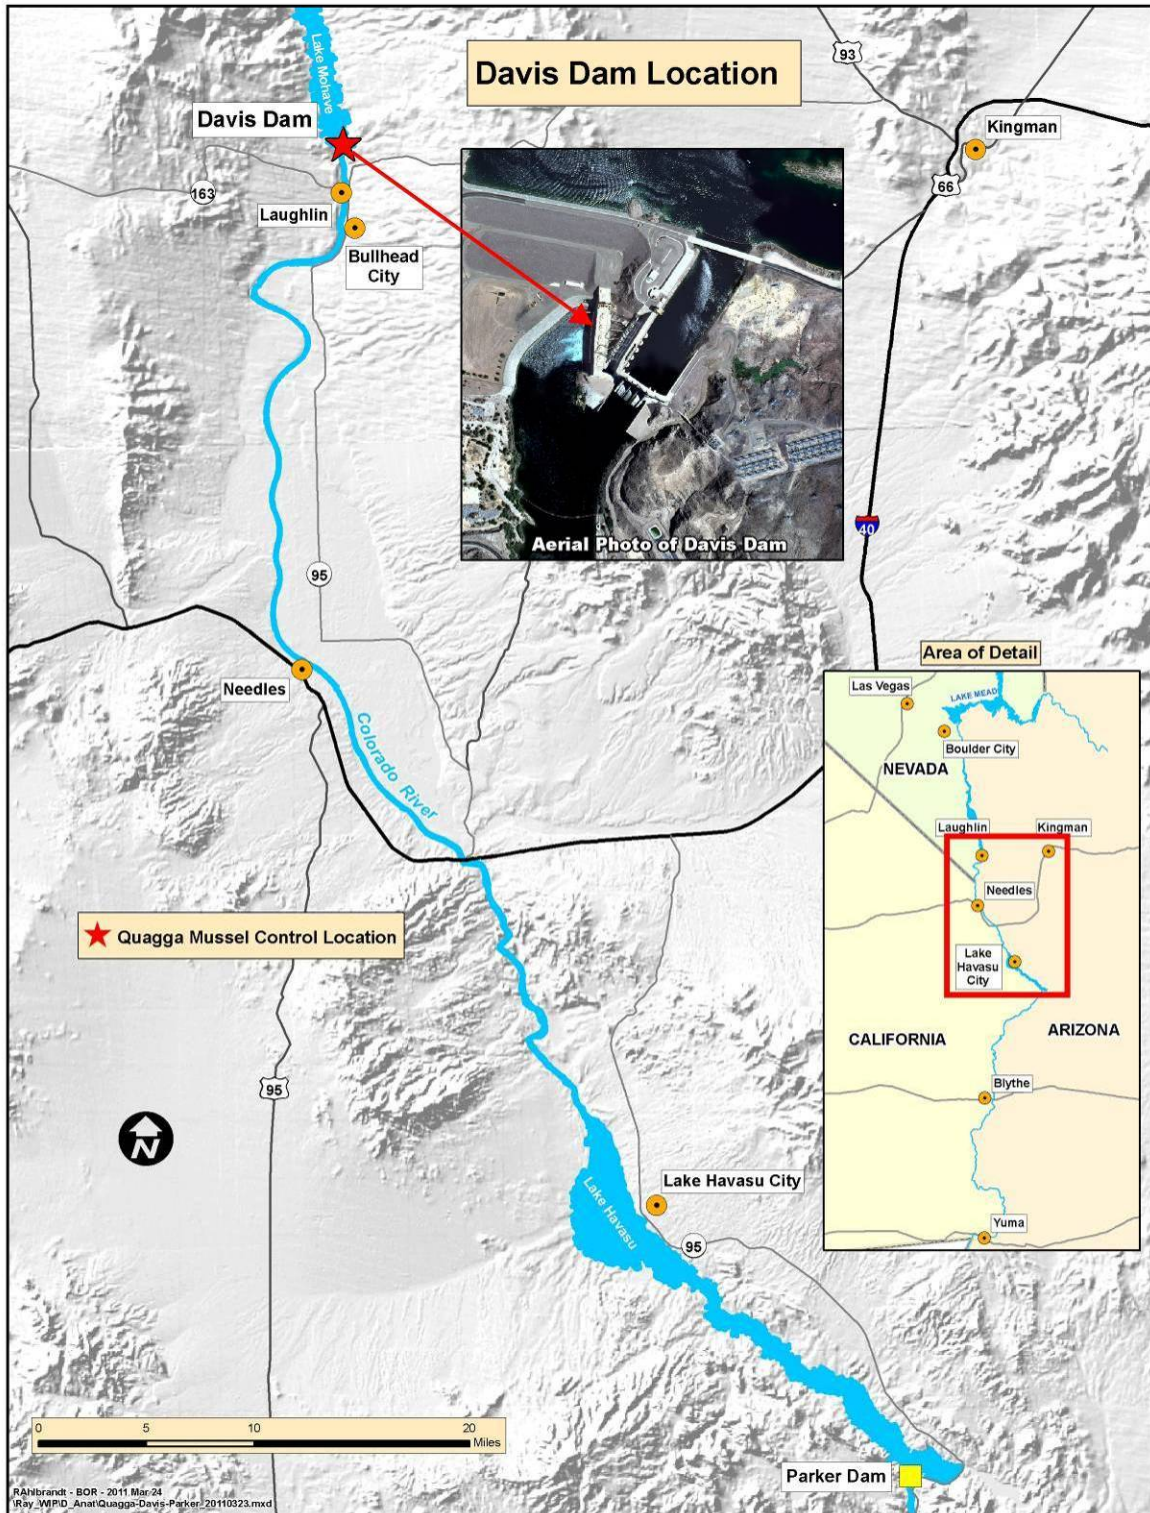 Lake Mohave
Davis Dam Location
93
Davis Dam
Kingman
66
163
Laughlin
Bullhead
City
Aerial Photo of Davis Dam
40
95
Needles
Colorado River
Area of Detail
Las Vegas
LAKE MEAD
Boulder City
NEVADA
Laughlin
Kingman
Needles
Lake
Havasu
City
CALIFORNIA
ARIZONA
Blythe
Yuma
Quagga Mussel Control Location
95
N
Lake Havasu City
Lake Havasu
95
0 5 10 20
Miles
Parker Dam
RAhlbrandt - BOR - 2011 Mar 24
\Ray_WIP\D_Anat\Quagga-Davis-Parker_20110323.mxd